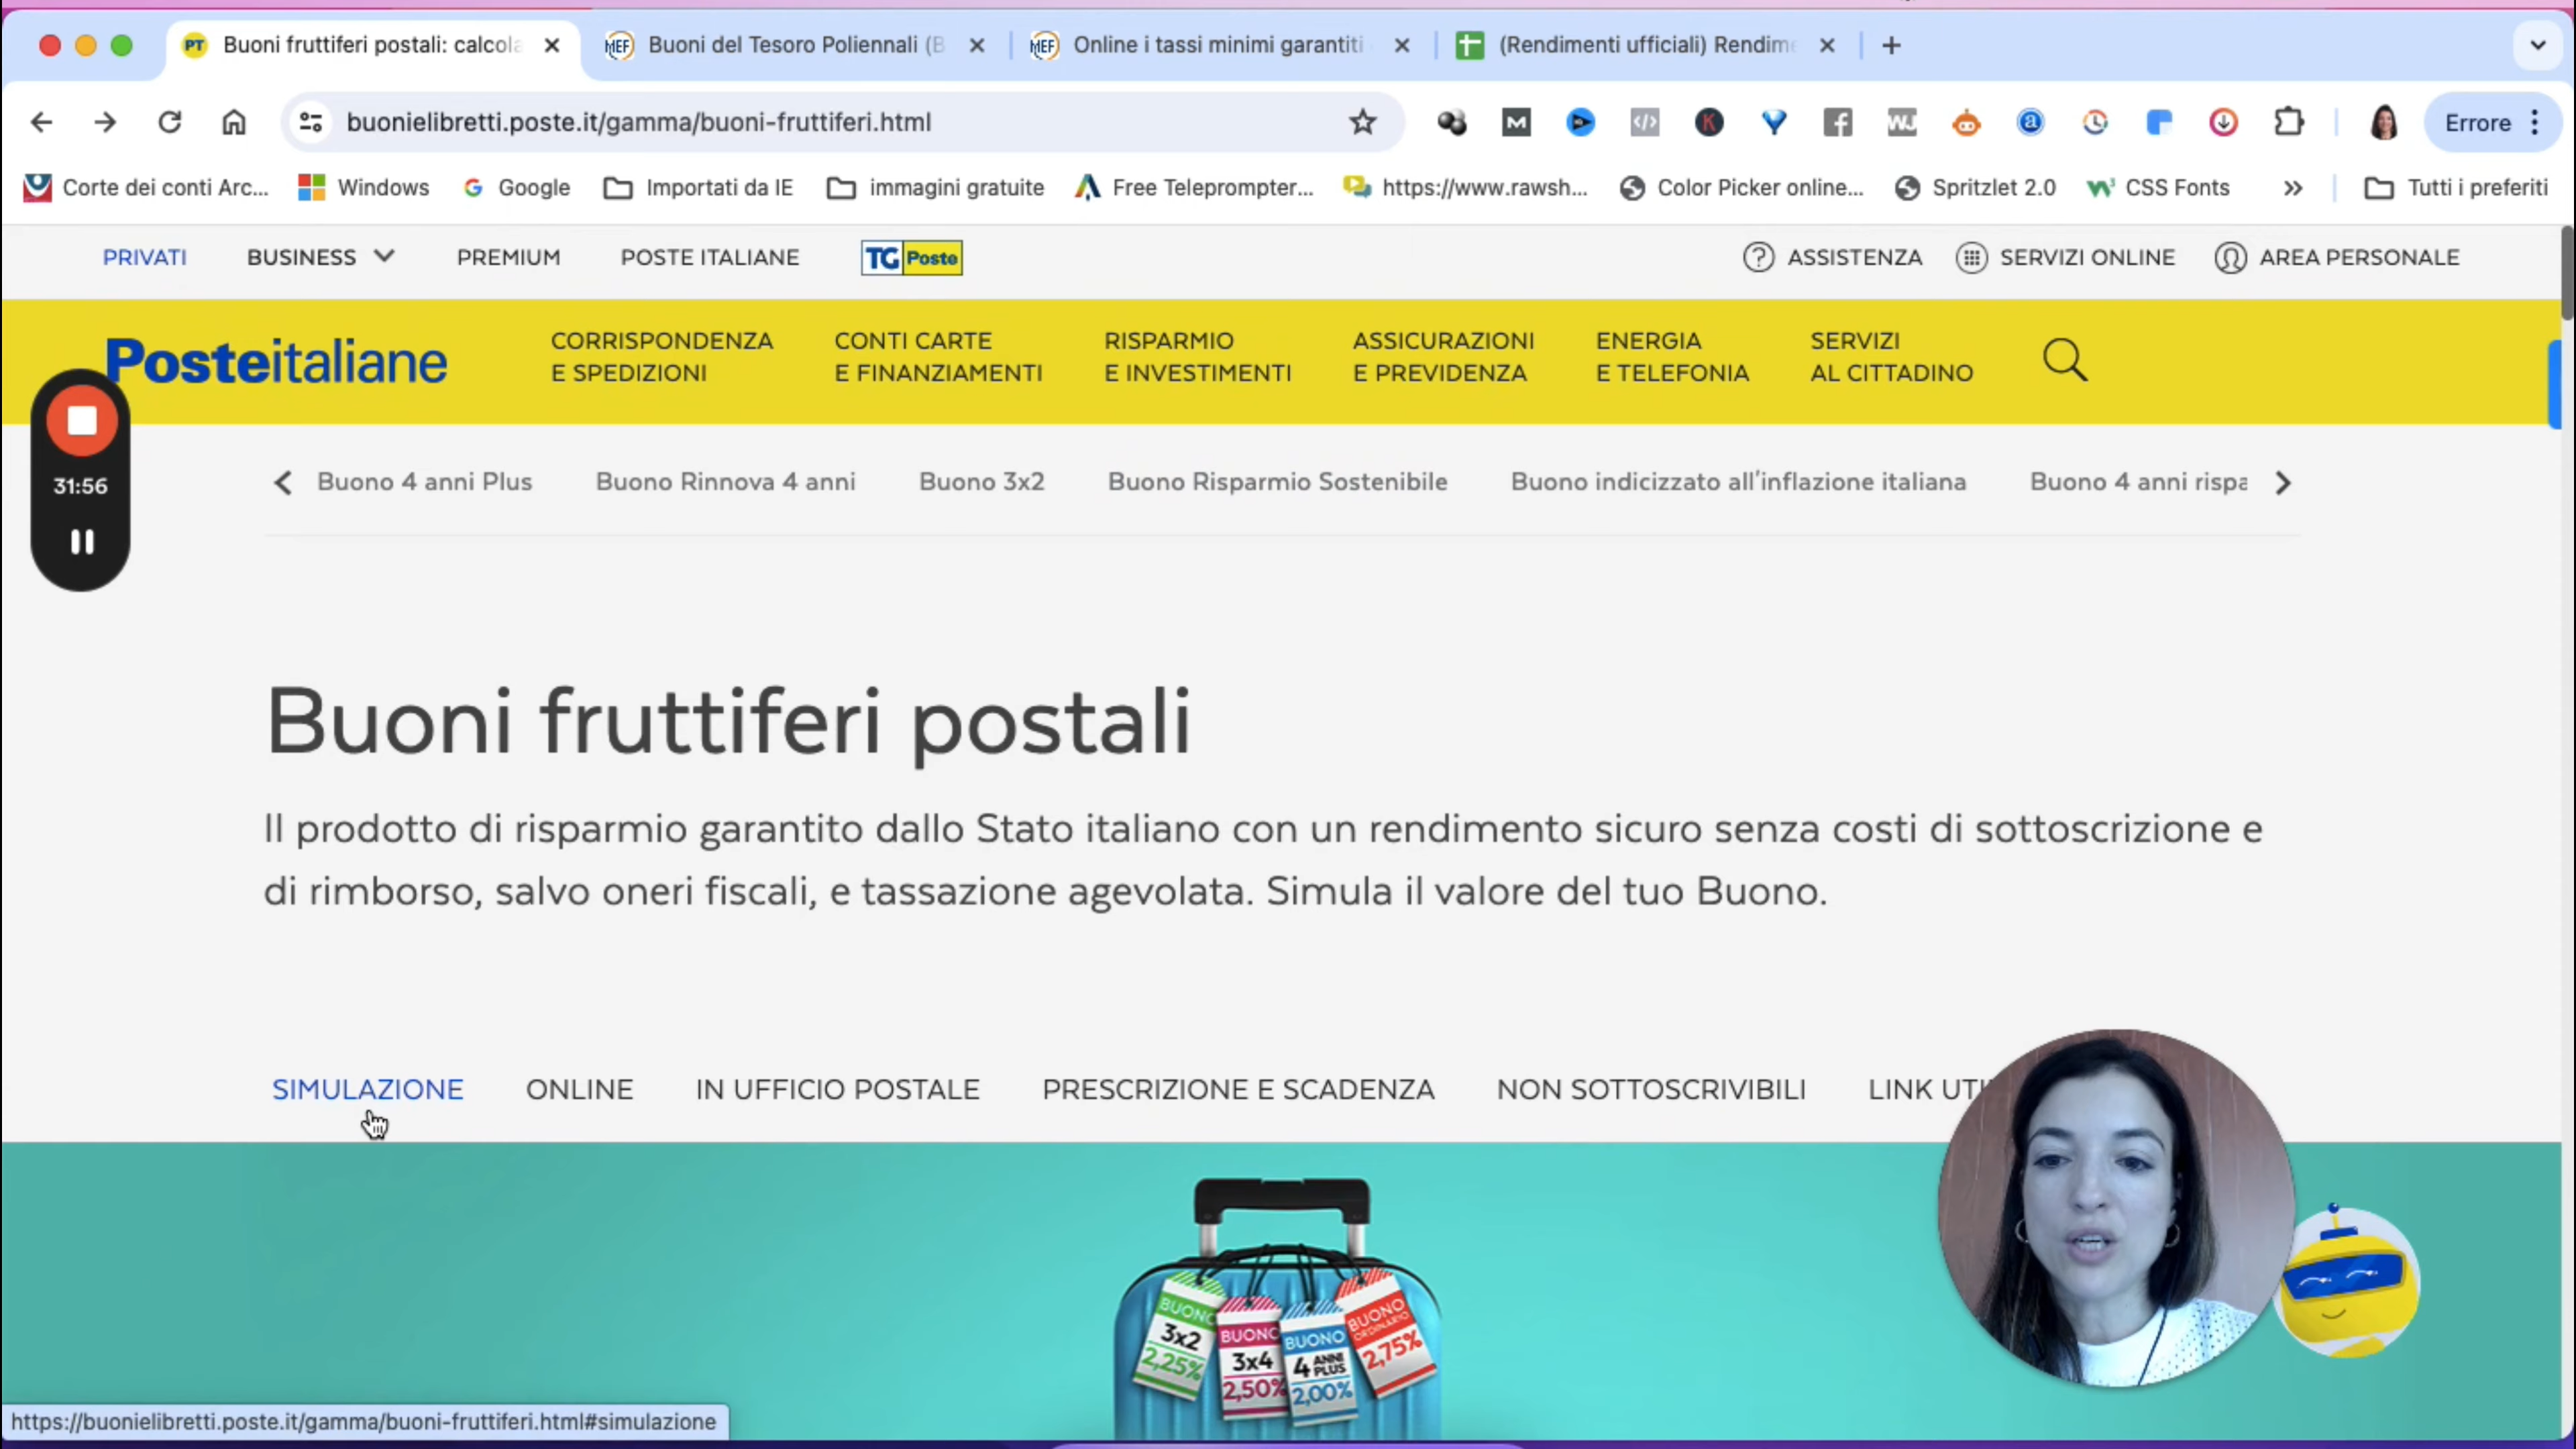 Buoni fruttiferi postali: calcola
Buoni del Tesoro Poliennali (B
Online i tassi minimi garantiti
(Rendimenti ufficiali) Rendime
buonielibretti.poste.it/gamma/buoni-fruttiferi.html
Errore
Corte dei conti Arc...
Windows
Google
Importati da IE
immagini gratuite
Free Teleprompter...
https://www.rawsh...
Color Picker online...
Spritzlet 2.0
CSS Fonts
Tutti i preferiti
PRIVATI
BUSINESS
PREMIUM
POSTE ITALIANE
TG Poste
ASSISTENZA
SERVIZI ONLINE
AREA PERSONALE
Posteitaliane
CORRISPONDENZA
E SPEDIZIONI
CONTI CARTE
E FINANZIAMENTI
RISPARMIO
E INVESTIMENTI
ASSICURAZIONI
E PREVIDENZA
ENERGIA
E TELEFONIA
SERVIZI
AL CITTADINO
31:56
Buono 4 anni Plus
Buono Rinnova 4 anni
Buono 3x2
Buono Risparmio Sostenibile
Buono indicizzato all'inflazione italiana
Buono 4 anni rispa
Buoni fruttiferi postali
Il prodotto di risparmio garantito dallo Stato italiano con un rendimento sicuro senza costi di sottoscrizione e
di rimborso, salvo oneri fiscali, e tassazione agevolata. Simula il valore del tuo Buono.
SIMULAZIONE
ONLINE
IN UFFICIO POSTALE
PRESCRIZIONE E SCADENZA
NON SOTTOSCRIVIBILI
LINK UTI
BUONO
3x2
2,25%
BUONO
3x4
2,50%
BUONO
4 ANNI PLUS
2,00%
BUONO
ORDINARIO
2,75%
https://buonielibretti.poste.it/gamma/buoni-fruttiferi.html#simulazione